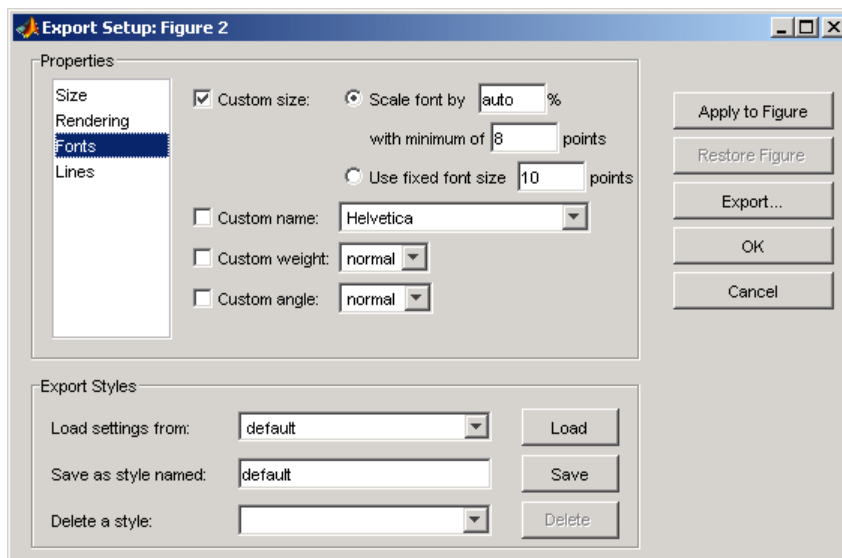 Export Setup: Figure 2
Properties
Size
Rendering
Fonts
Lines
Custom size:
Scale font by auto %
with minimum of 8 points
Use fixed font size 10 points
Custom name: Helvetica
Custom weight: normal
Custom angle: normal
Apply to Figure
Restore Figure
Export...
OK
Cancel
Export Styles
Load settings from: default Load
Save as style named: default Save
Delete a style: Delete